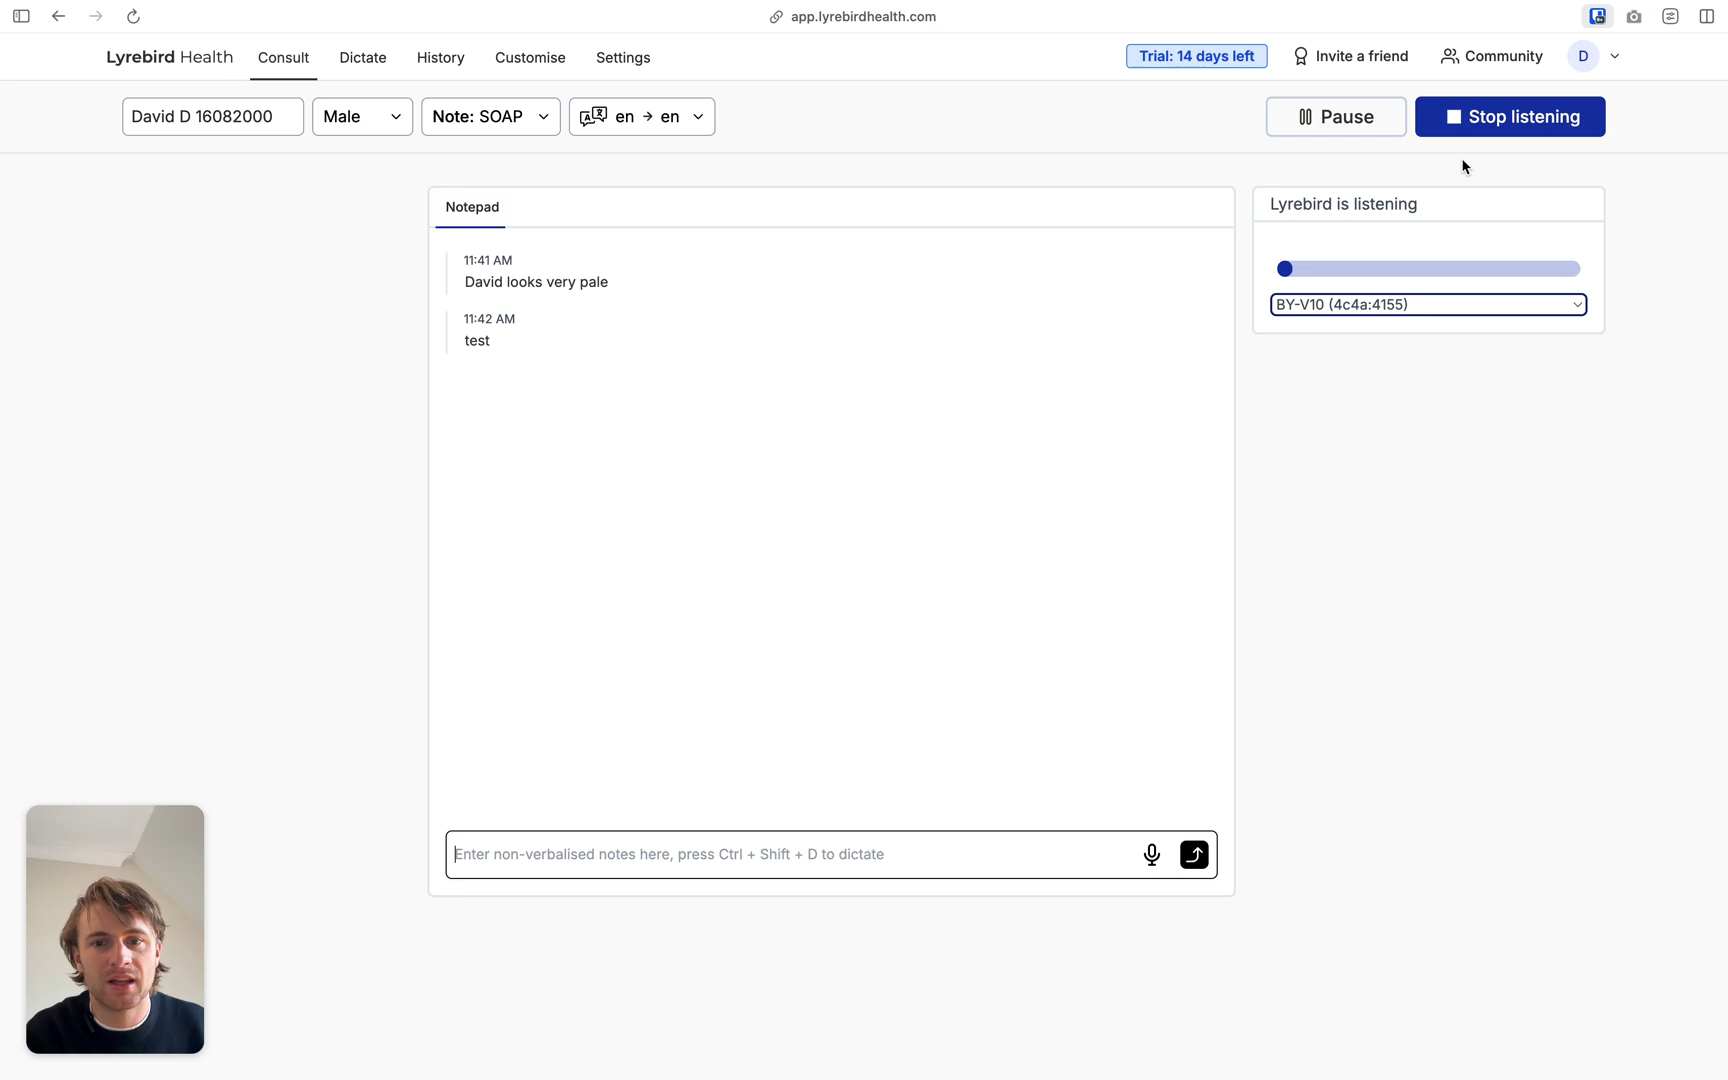 app.lyrebirdhealth.com
Lyrebird Health
Consult
Dictate
History
Customise
Settings
Trial: 14 days left
Invite a friend
Community
D
David D 16082000
Male
Note: SOAP
en → en
Pause
Stop listening
Notepad
11:41 AM
David looks very pale
11:42 AM
test
Enter non-verbalised notes here, press Ctrl + Shift + D to dictate
Lyrebird is listening
BY-V10 (4c4a:4155)